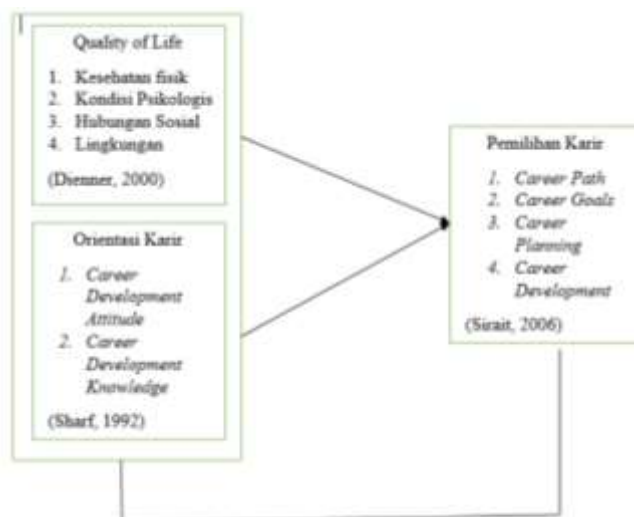 Quality of Life
1. Kesehatan fisik
2. Kondisi Psikologis
3. Hubungan Sosial
4. Lingkungan
(Dienner, 2000)
Orientasi Karir
1. Career
Development
Attitude
2. Career
Development
Knowledge
(Sharf, 1992)
Pemilihan Karir
1. Career Path
2. Career Goals
3. Career
Planning
4. Career
Development
(Sirait, 2006)